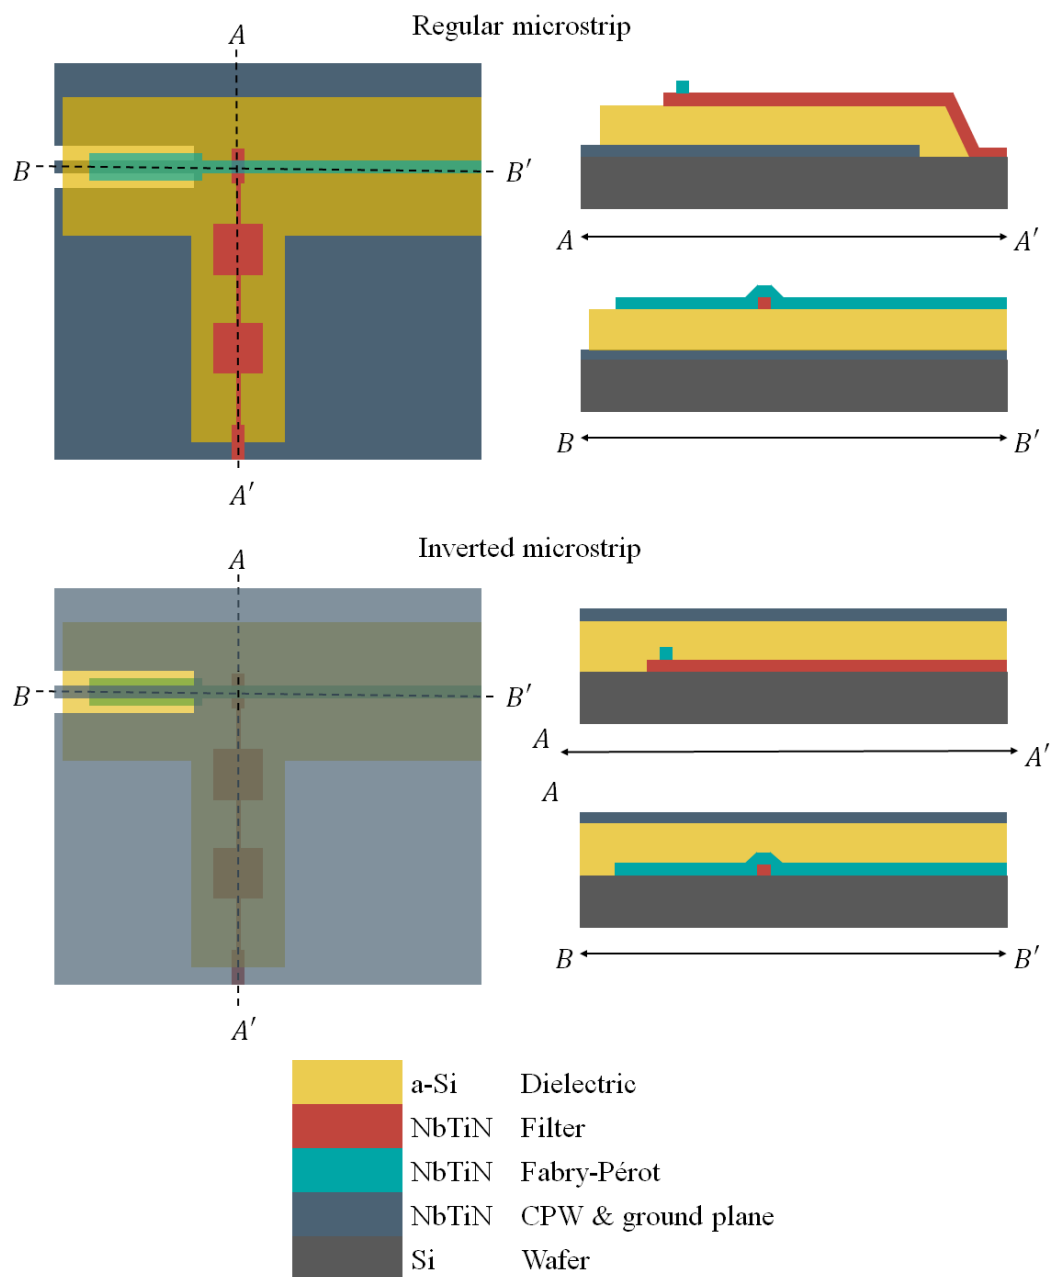 Regular microstrip
A
B
B′
A′
A
A′
B
B′
Inverted microstrip
A
B
B′
A′
A
A′
A
B
B′
a-Si Dielectric
NbTiN Filter
NbTiN Fabry-Pérot
NbTiN CPW & ground plane
Si Wafer